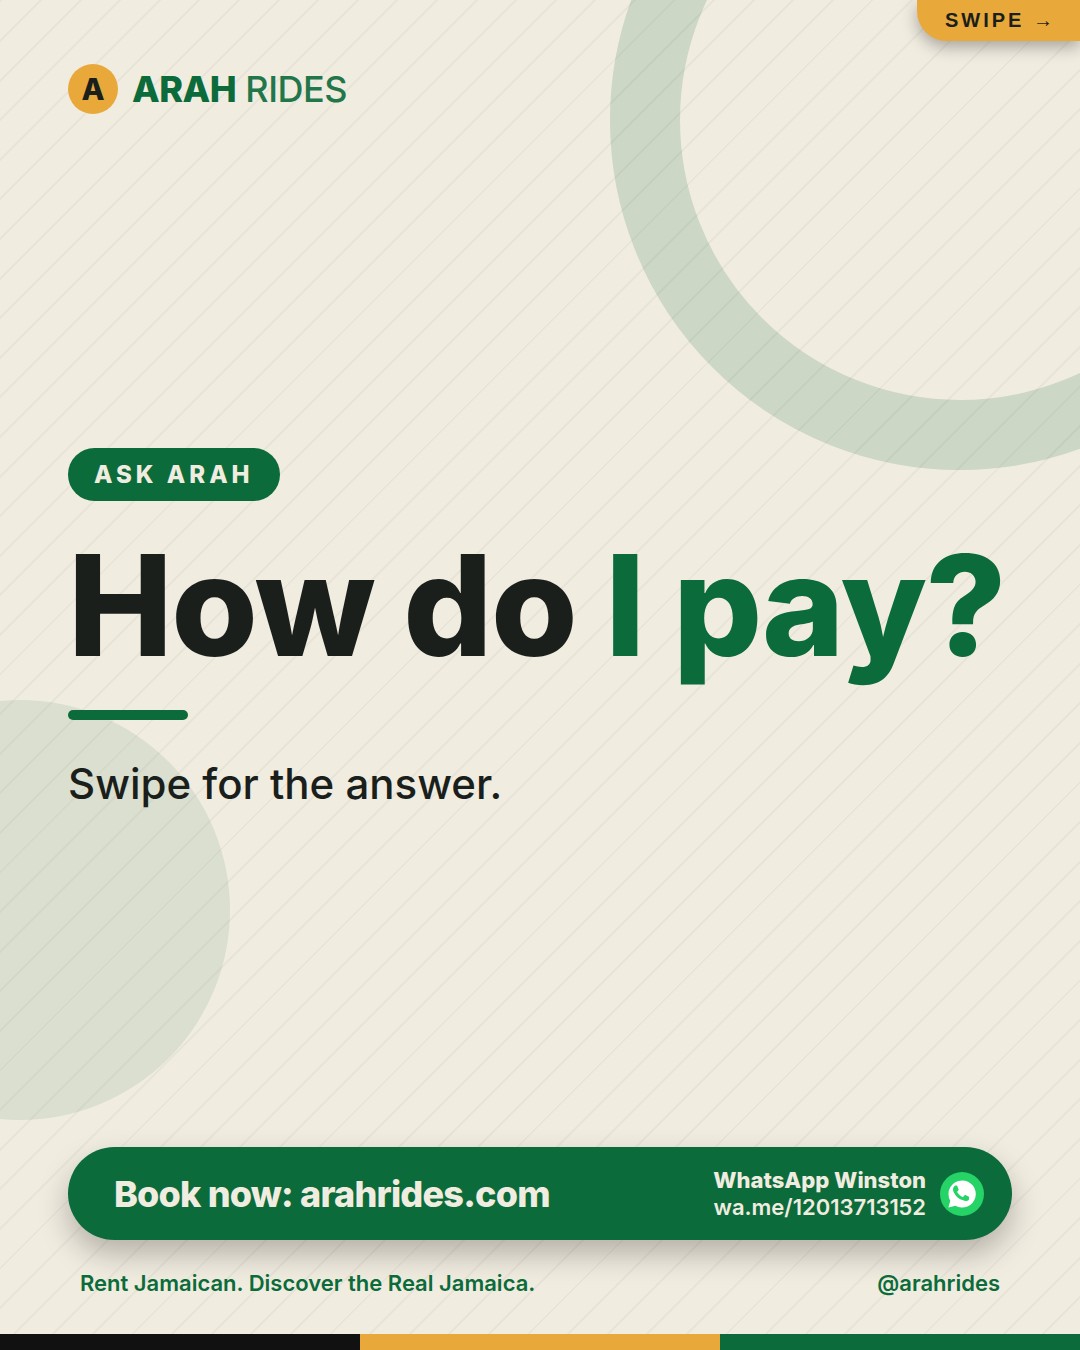 SWIPE →
A ARAH RIDES
ASK ARAH
How do I pay?
Swipe for the answer.
Book now: arahrides.com
WhatsApp Winston
wa.me/12013713152
Rent Jamaican. Discover the Real Jamaica.
@arahrides